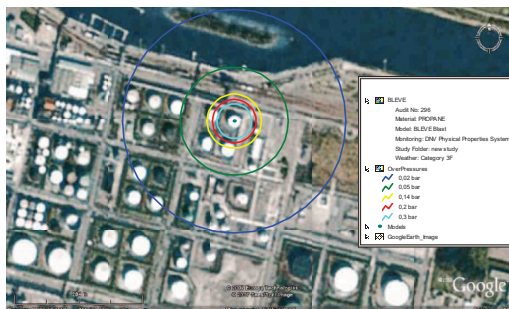 BLEVE
Audit No: 296
Material: PROPANE
Model: BLEVE Blast
Monitoring: DNV Physical Properties System
Study Folder: new study
Weather: Category 3F
OverPressures
0,02 bar
0,05 bar
0,14 bar
0,2 bar
0,3 bar
Models
GoogleEarth_Image
Google